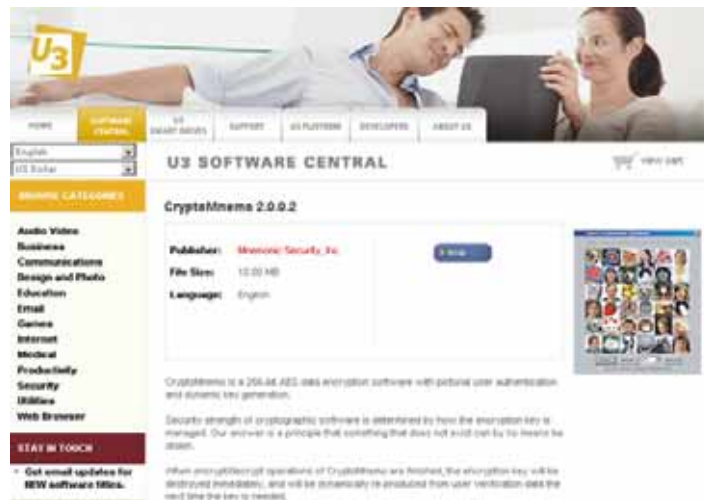 U3
HOME
SOFTWARE CENTRAL
U3 SMART DRIVES
SUPPORT
U3 PLATFORM
DEVELOPERS
ABOUT US
English
US Dollar
U3 SOFTWARE CENTRAL
view cart
BROWSE CATEGORIES
CryptoMnemo 2.0.0.2
Audio Video
Business
Communications
Design and Photo
Education
Email
Games
Internet
Medical
Productivity
Security
Utilities
Web Browser
Publisher: Mnemonic Security, Inc.
File Size: 10.00 MB
Language: English
CryptoMnemo is a 256-bit AES data encryption software with pictorial user authentication
and dynamic key generation.
Security strength of cryptographic software is determined by how the encryption key is
managed. Our answer is a principle that something that does not exist can by no means be
stolen.
When encrypt/decrypt operations of CryptoMnemo are finished, the encryption key will be
destroyed immediately, and will be dynamically re-produced from user verification data the
next time the key is needed.
STAY IN TOUCH
Get email updates for
NEW software titles.